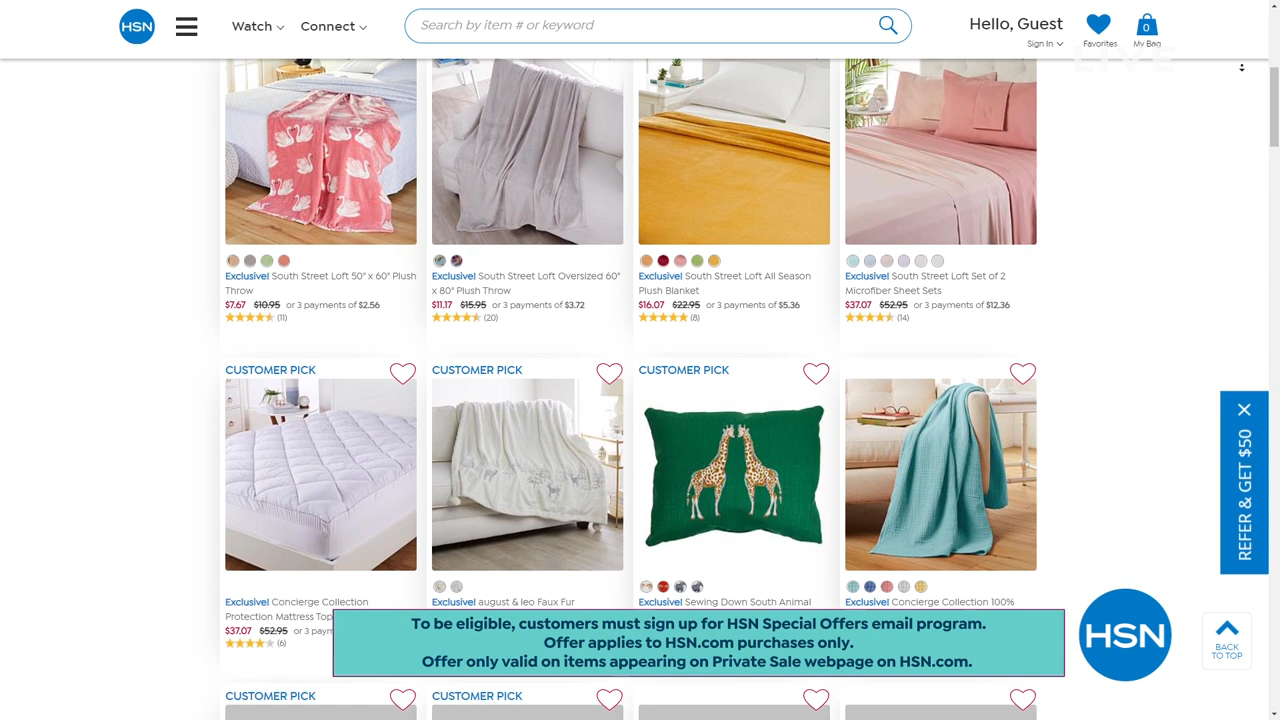 HSN
Watch
Connect
Search by item # or keyword
Hello, Guest
Sign In
Favorites
0
My Bag
LIVE
Exclusive! South Street Loft 50" x 60" Plush
Throw
$7.67 $10.95 or 3 payments of $2.56
(11)
Exclusive! South Street Loft Oversized 60"
x 80" Plush Throw
$11.17 $15.95 or 3 payments of $3.72
(20)
Exclusive! South Street Loft All Season
Plush Blanket
$16.07 $22.95 or 3 payments of $5.36
(8)
Exclusive! South Street Loft Set of 2
Microfiber Sheet Sets
$37.07 $52.95 or 3 payments of $12.36
(14)
CUSTOMER PICK
CUSTOMER PICK
CUSTOMER PICK
Exclusive! Concierge Collection
Protection Mattress Top
$37.07 $52.95 or 3 paym
(6)
Exclusive! august & leo Faux Fur
Exclusive! Sewing Down South Animal
Exclusive! Concierge Collection 100%
To be eligible, customers must sign up for HSN Special Offers email program.
Offer applies to HSN.com purchases only.
Offer only valid on items appearing on Private Sale webpage on HSN.com.
REFER & GET $50
HSN
BACK
TO TOP
CUSTOMER PICK
CUSTOMER PICK